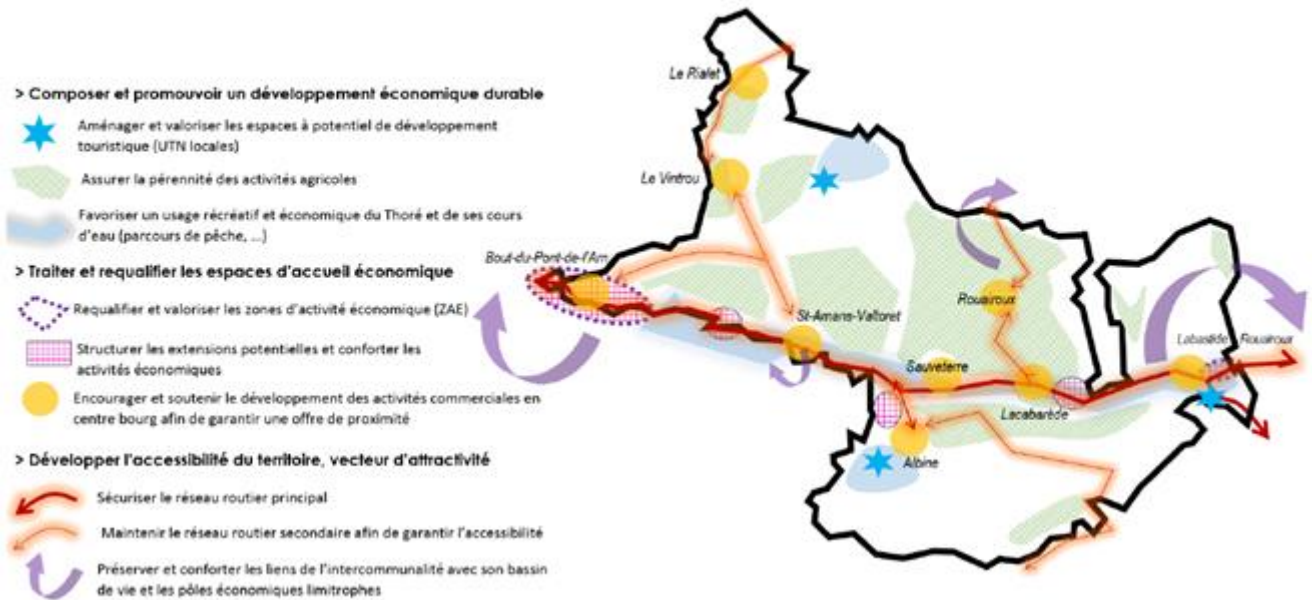 > Composer et promouvoir un développement économique durable
Aménager et valoriser les espaces à potentiel de développement
touristique (UTN locales)
Assurer la pérennité des activités agricoles
Favoriser un usage récréatif et économique du Thoré et de ses cours
d'eau (parcours de pêche, ...)
> Traiter et requalifier les espaces d'accueil économique
Requalifier et valoriser les zones d'activité économique (ZAE)
Structurer les extensions potentielles et conforter les
activités économiques
Encourager et soutenir le développement des activités commerciales en
centre bourg afin de garantir une offre de proximité
> Développer l'accessibilité du territoire, vecteur d'attractivité
Sécuriser le réseau routier principal
Maintenir le réseau routier secondaire afin de garantir l'accessibilité
Préserver et conforter les liens de l'intercommunalité avec son bassin
de vie et les pôles économiques limitrophes
Le Rialet
Le Vintrou
Bout-du-Pont-de-l'Arn
Rouairoux
St-Amans-Valtoret
Labastide Rouairoux
Sauveterre
Lacabarède
Albine